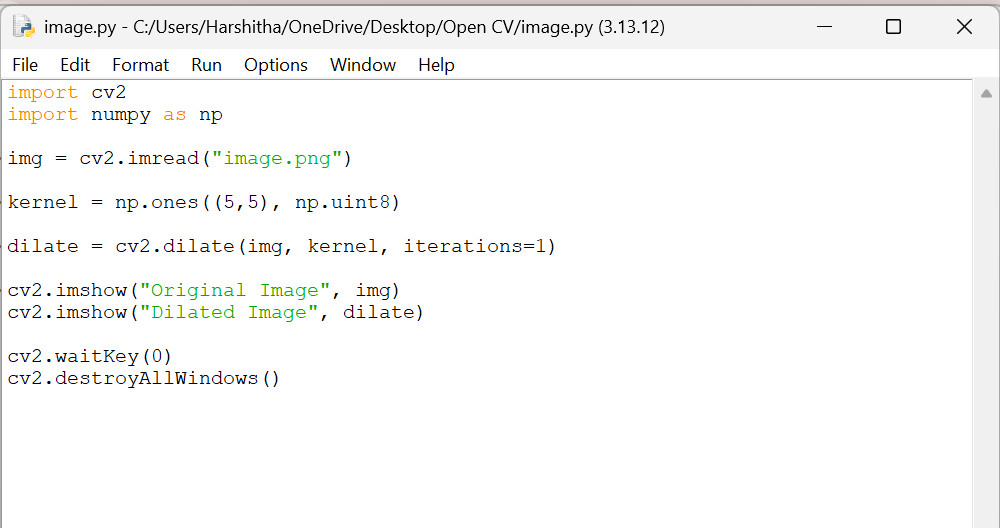 image.py - C:/Users/Harshitha/OneDrive/Desktop/Open CV/image.py (3.13.12)
File Edit Format Run Options Window Help
import cv2
import numpy as np
img = cv2.imread("image.png")
kernel = np.ones((5,5), np.uint8)
dilate = cv2.dilate(img, kernel, iterations=1)
cv2.imshow("Original Image", img)
cv2.imshow("Dilated Image", dilate)
cv2.waitKey(0)
cv2.destroyAllWindows()